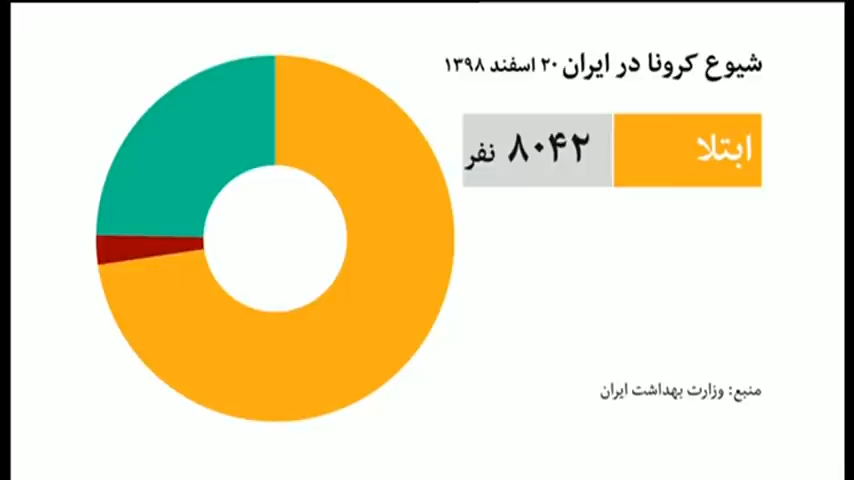 شیوع کرونا در ایران ۲۰ اسفند ۱۳۹۸
ابتلا ۸۰۴۲ نفر
منبع: وزارت بهداشت ایران